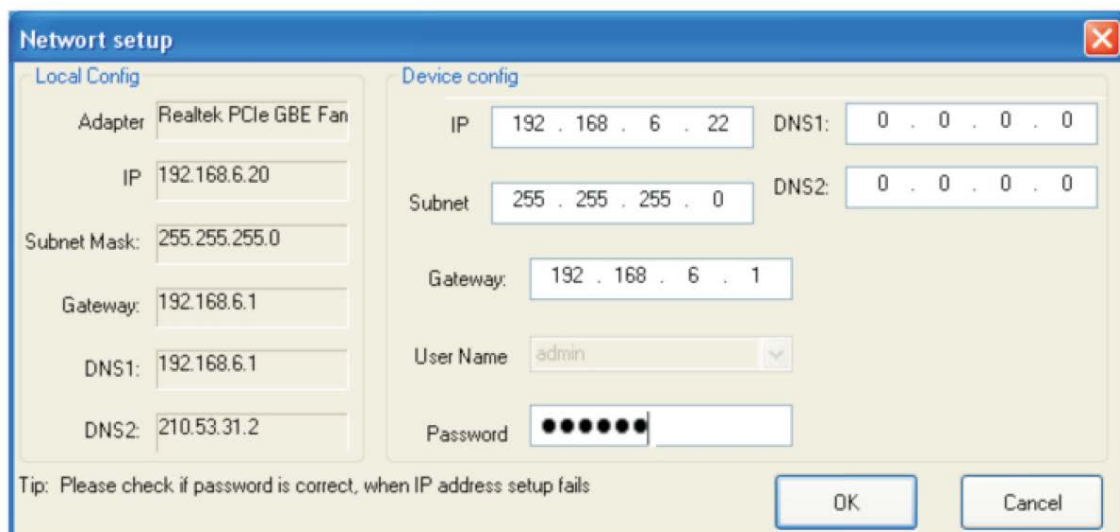 Networt setup
Local Config
Adapter Realtek PCIe GBE Fan
IP 192.168.6.20
Subnet Mask: 255.255.255.0
Gateway: 192.168.6.1
DNS1: 192.168.6.1
DNS2: 210.53.31.2
Device config
IP 192 . 168 . 6 . 22 DNS1: 0 . 0 . 0 . 0
Subnet 255 . 255 . 255 . 0 DNS2: 0 . 0 . 0 . 0
Gateway: 192 . 168 . 6 . 1
User Name admin
Password ●●●●●●
Tip: Please check if password is correct, when IP address setup fails
OK Cancel